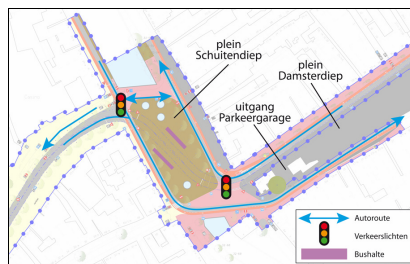 plein
Schuitendiep
plein
Damsterdiep
uitgang
Parkeergarage
Autoroute
Verkeerslichten
Bushalte